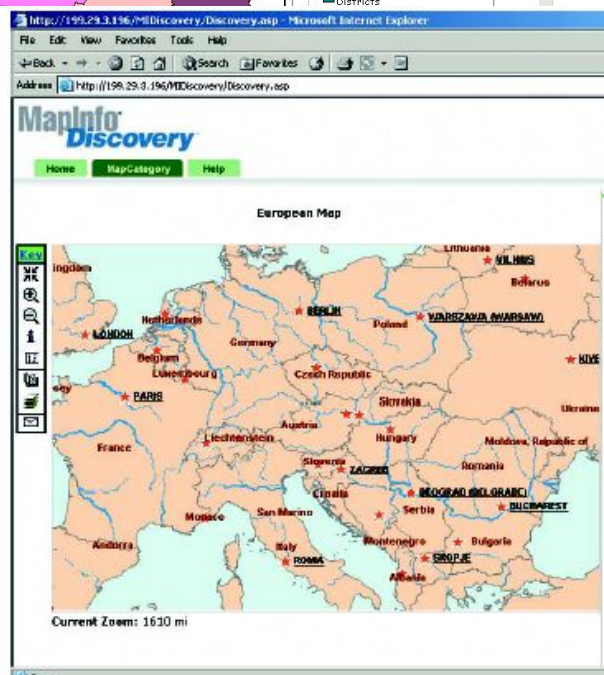 Districts
http://199.29.3.196/MIDiscovery/Discovery.asp - Microsoft Internet Explorer
File Edit View Favorites Tools Help
Back Search Favorites
Address http://199.29.3.196/MIDiscovery/Discovery.asp
MapInfo
Discovery
Home MapCategory Help
European Map
Key
Lithuania
VILNIUS
ingdom
Belarus
Netherlands
BERLIN
WARSZAWA (WARSAW)
LONDON
Poland
Germany
Belgium
KIVE
Luxembourg
Czech Republic
PARIS
Slovakia
Ukraine
Austria
Liechtenstein
Hungary
Moldova, Republic of
France
Slovenia
ZAGREB
Romania
Croatia
BEOGRAD (BELGRADE)
BUCHAREST
Monaco
San Marino
Serbia
Andorra
Italy
Montenegro
Bulgaria
ROMA
SKOPJE
Albania
Current Zoom: 1610 mi